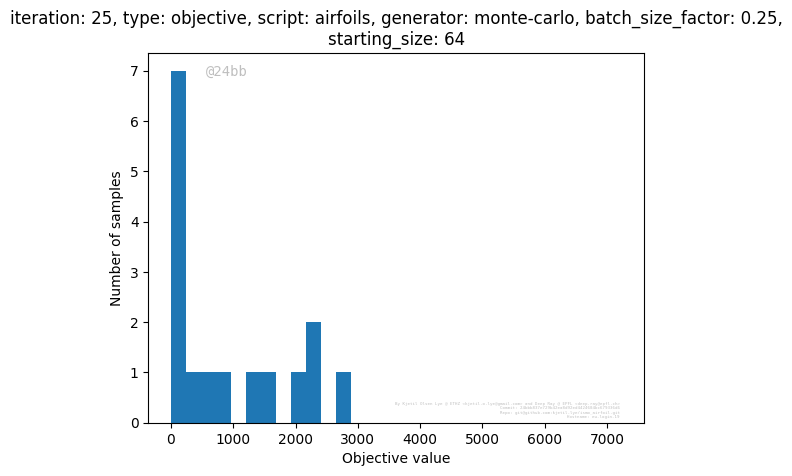 iteration: 25, type: objective, script: airfoils, generator: monte-carlo, batch_size_factor: 0.25,
starting_size: 64
@24bb
Number of samples
7
6
5
4
3
2
1
0
0 1000 2000 3000 4000 5000 6000 7000
Objective value